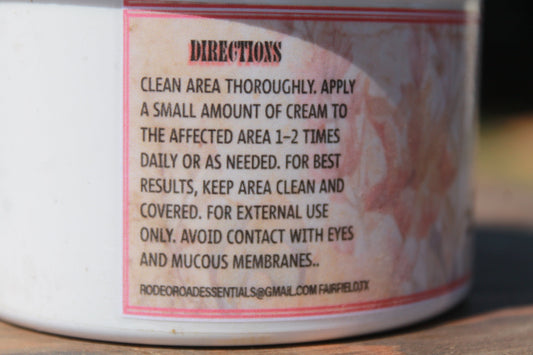 DIRECTIONS
CLEAN AREA THOROUGHLY. APPLY
A SMALL AMOUNT OF CREAM TO
THE AFFECTED AREA 1-2 TIMES
DAILY OR AS NEEDED. FOR BEST
RESULTS, KEEP AREA CLEAN AND
COVERED. FOR EXTERNAL USE
ONLY. AVOID CONTACT WITH EYES
AND MUCOUS MEMBRANES..
RODEOROADESSENTIALS@GMAIL.COM FAIRFIELD,TX